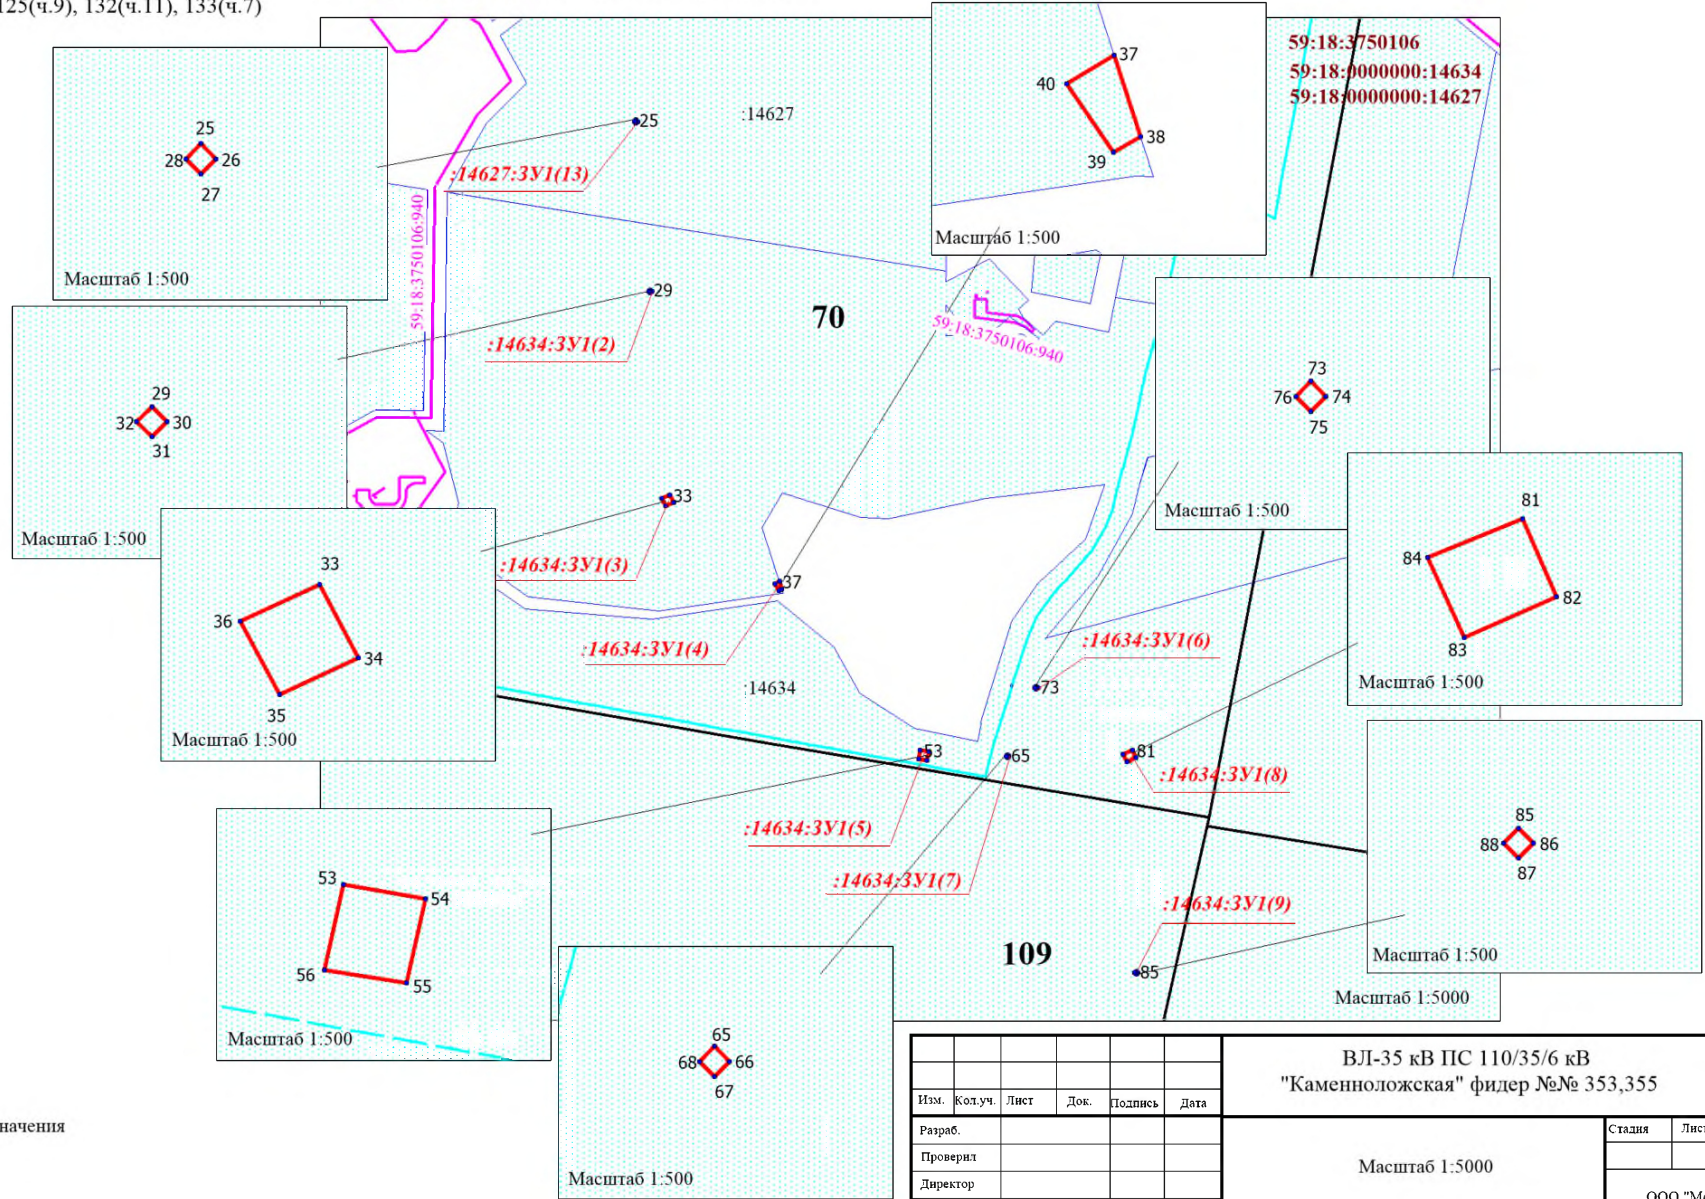 125(ч.9), 132(ч.11), 133(ч.7)
59:18:3750106
59:18:0000000:14634
59:18:0000000:14627
37
40
38
39
Масштаб 1:500
25
28
26
27
Масштаб 1:500
25
:14627
:14627:ЗУ1(13)
59:18:3750106:940
29
:14634:ЗУ1(2)
70
59:18:3750106:940
29
32
30
31
Масштаб 1:500
73
76
74
75
Масштаб 1:500
33
:14634:ЗУ1(3)
37
:14634:ЗУ1(4)
81
84
82
83
Масштаб 1:500
33
36
34
35
Масштаб 1:500
:14634:ЗУ1(6)
:14634
73
53
65
81
:14634:ЗУ1(8)
:14634:ЗУ1(5)
:14634:ЗУ1(7)
:14634:ЗУ1(9)
85
88
86
87
Масштаб 1:500
53
54
56
55
Масштаб 1:500
109
85
Масштаб 1:5000
65
68
66
67
Масштаб 1:500
ВЛ-35 кВ ПС 110/35/6 кВ
"Каменноложская" фидер №№ 353,355
Изм. Кол.уч. Лист Док. Подпись Дата
Разраб.
Проверил
Директор
Масштаб 1:5000
Стадия
начения